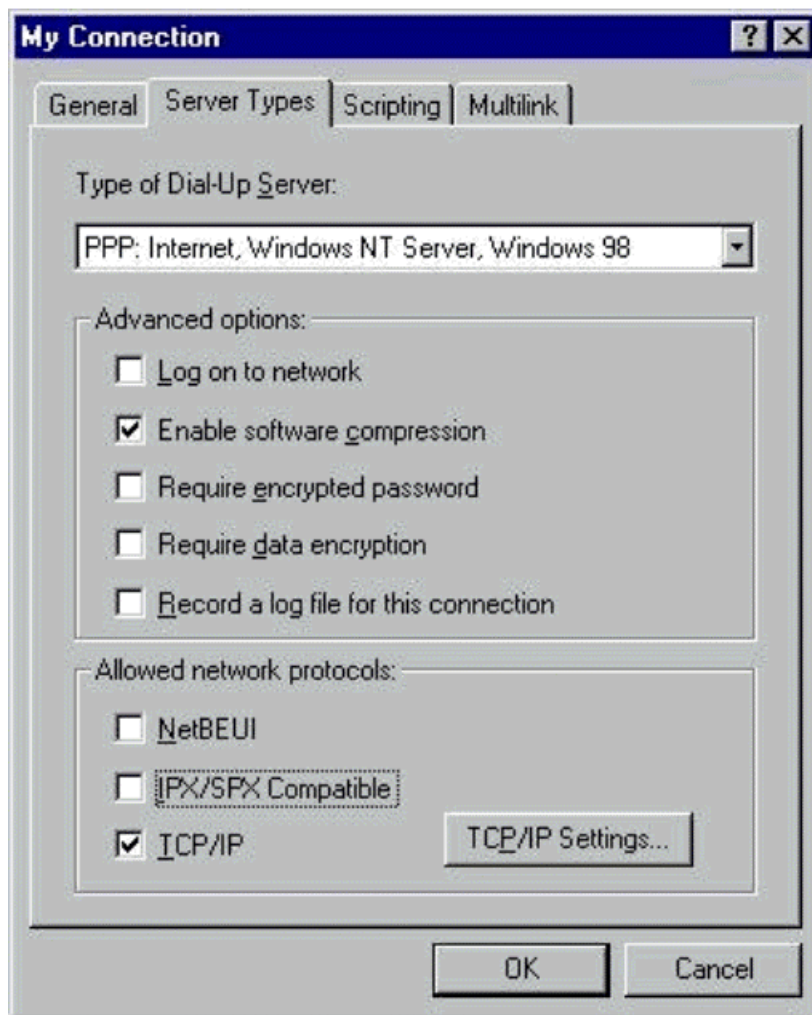 My Connection
General Server Types Scripting Multilink
Type of Dial-Up Server:
PPP: Internet, Windows NT Server, Windows 98
Advanced options:
Log on to network
Enable software compression
Require encrypted password
Require data encryption
Record a log file for this connection
Allowed network protocols:
NetBEUI
IPX/SPX Compatible
TCP/IP TCP/IP Settings...
OK Cancel